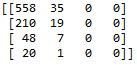 [[558 35 0 0]
[210 19 0 0]
[ 48 7 0 0]
[ 20 1 0 0]]